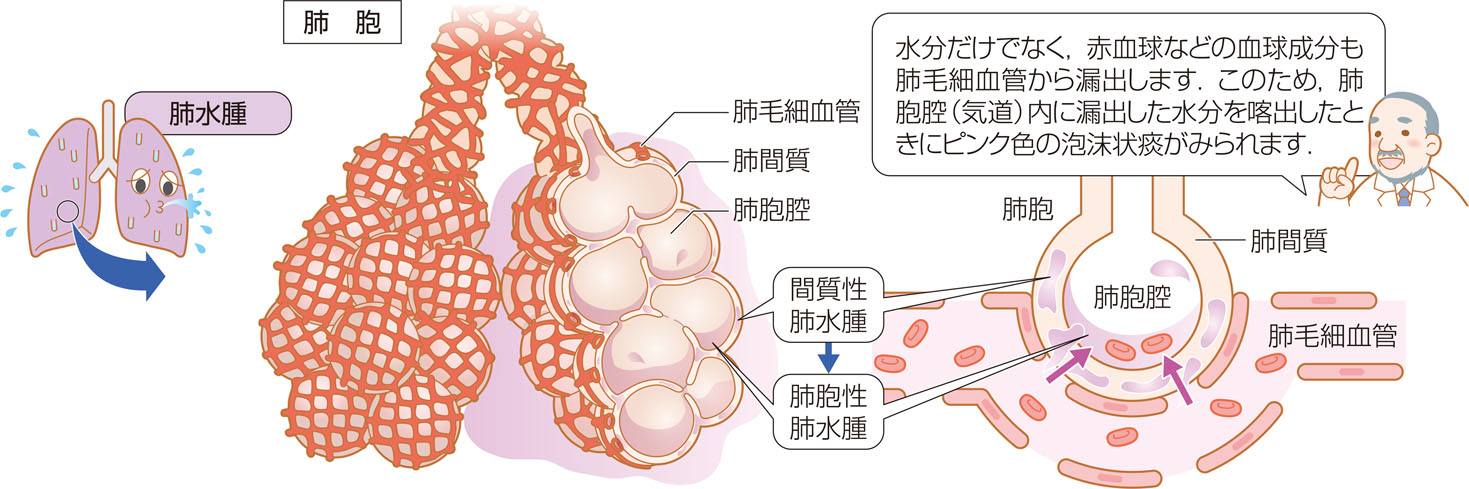 肺 胞
肺水腫
肺毛細血管
肺間質
肺胞腔
間質性
肺水腫
肺胞性
肺水腫
水分だけでなく，赤血球などの血球成分も
肺毛細血管から漏出します．このため，肺
胞腔（気道）内に漏出した水分を喀出したと
きにピンク色の泡沫状痰がみられます．
肺胞
肺間質
肺胞腔
肺毛細血管